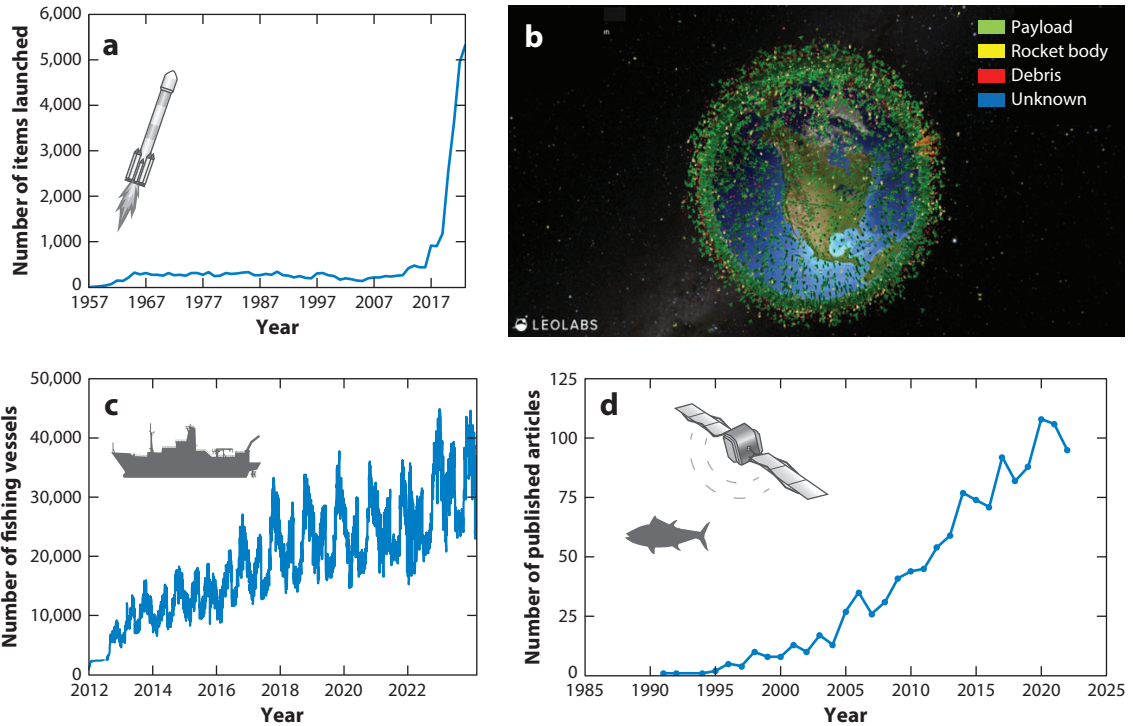 a
6,000
5,000
4,000
3,000
2,000
1,000
0
Number of items launched
1957
1967
1977
1987
1997
2007
2017
Year
b
Payload
Rocket body
Debris
Unknown
LEOLABS
c
50,000
40,000
30,000
20,000
10,000
0
Number of fishing vessels
2012
2014
2016
2018
2020
2022
Year
d
125
100
75
50
25
0
Number of published articles
1985
1990
1995
2000
2005
2010
2015
2020
2025
Year